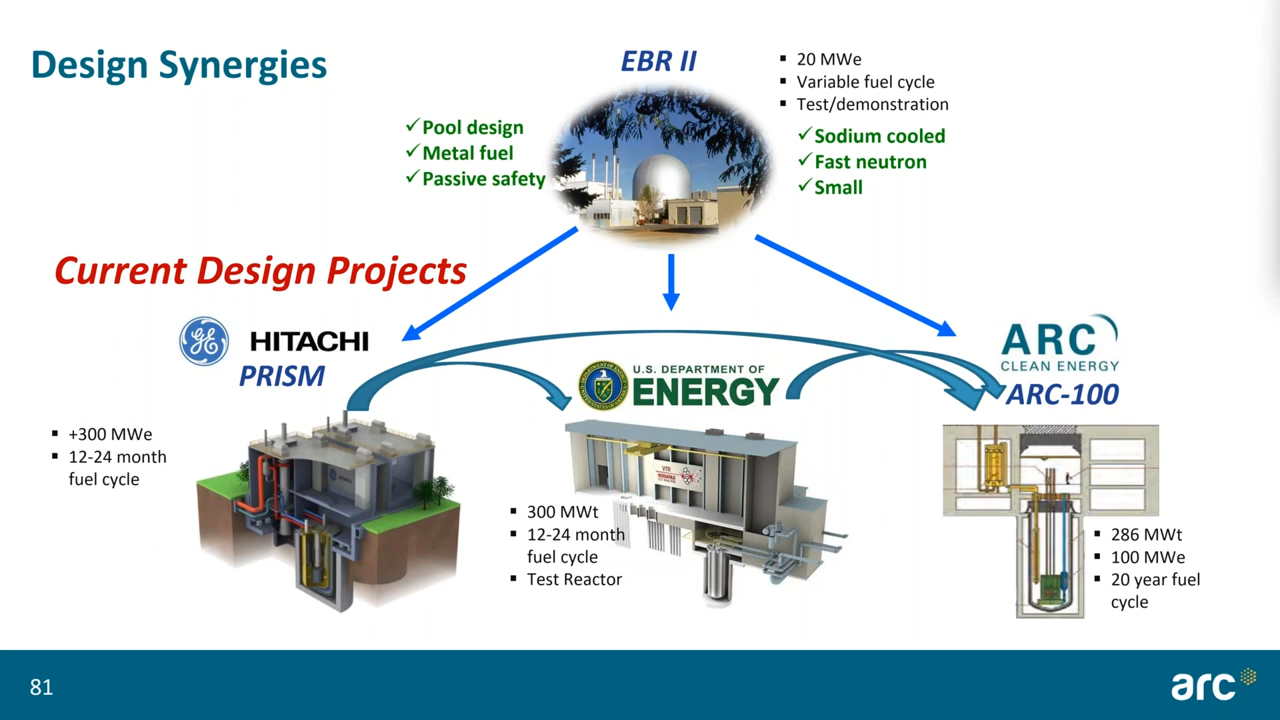 Design Synergies
EBR II
▪ 20 MWe
▪ Variable fuel cycle
▪ Test/demonstration
✓Pool design
✓Metal fuel
✓Passive safety
✓Sodium cooled
✓Fast neutron
✓Small
Current Design Projects
GE HITACHI
PRISM
▪ +300 MWe
▪ 12-24 month
fuel cycle
U.S. DEPARTMENT OF
ENERGY
VTR
▪ 300 MWt
▪ 12-24 month
fuel cycle
▪ Test Reactor
ARC
CLEAN ENERGY
ARC-100
▪ 286 MWt
▪ 100 MWe
▪ 20 year fuel
cycle
81
arc